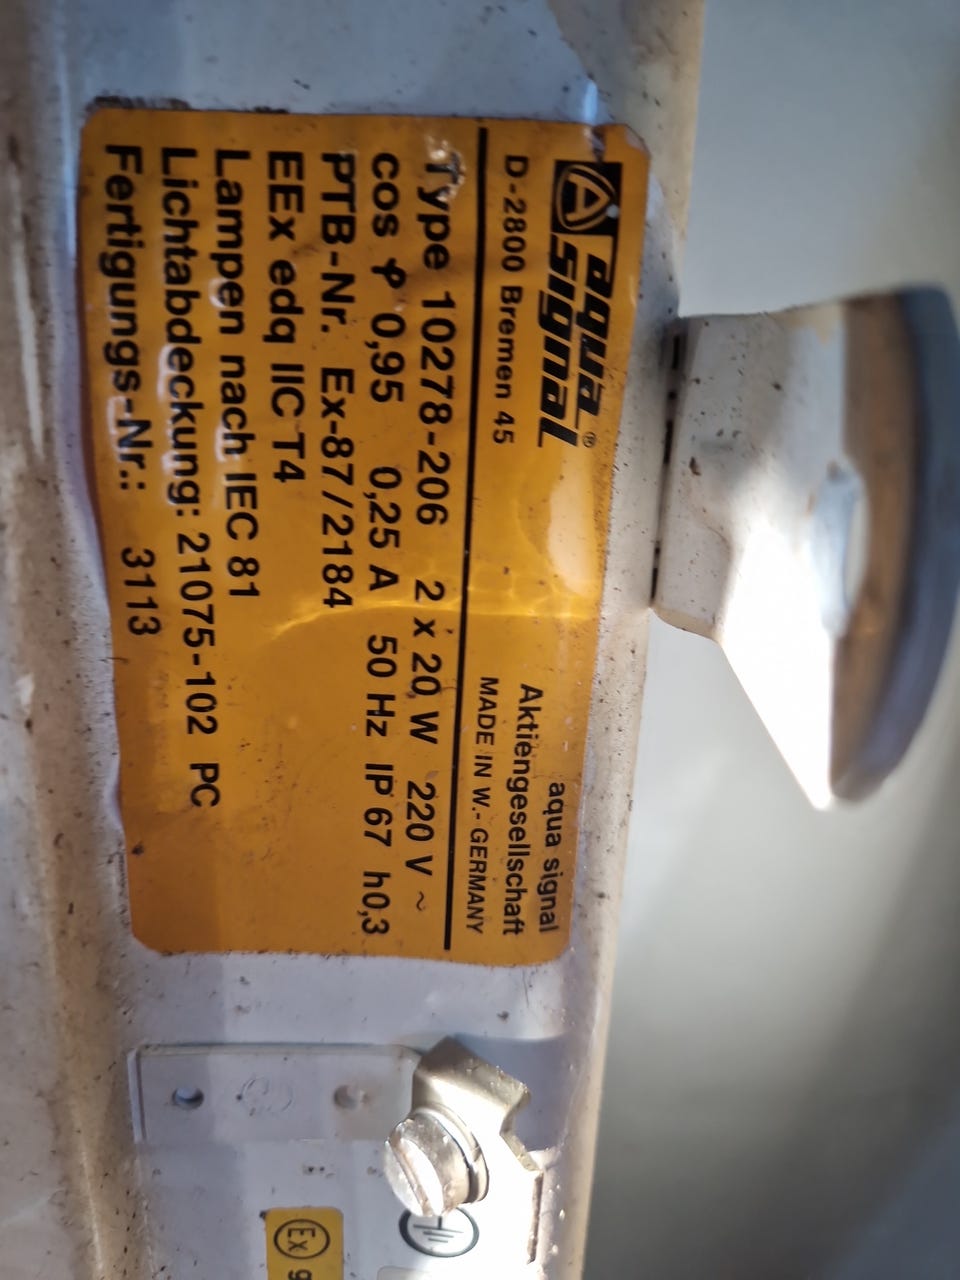 aqua signal®
D-2800 Bremen 45
aqua signal
Aktiengesellschaft
MADE IN W.- GERMANY
Type 10278-206 2 x 20 W 220 V ~
cos φ 0,95 0,25 A 50 Hz IP 67 h0,3
PTB-Nr. Ex-87/2184
EEx edq IIC T4
Lampen nach IEC 81
Lichtabdeckung: 21075-102 PC
Fertigungs-Nr.: 3113
Ex